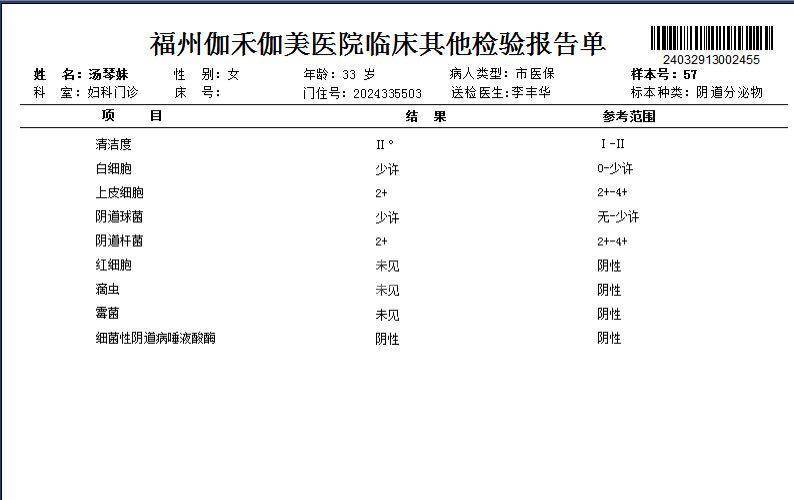 福州伽禾伽美医院临床其他检验报告单
24032913002455
姓 名：汤琴妹 性 别：女 年龄：33 岁 病人类型：市医保 样本号：57
科 室：妇科门诊 床 号： 门住号：2024335503 送检医生：李丰华 标本种类：阴道分泌物
项 目 结 果 参考范围
清洁度 II° I-II
白细胞 少许 0-少许
上皮细胞 2+ 2+-4+
阴道球菌 少许 无-少许
阴道杆菌 2+ 2+-4+
红细胞 未见 阴性
滴虫 未见 阴性
霉菌 未见 阴性
细菌性阴道病唾液酸酶 阴性 阴性